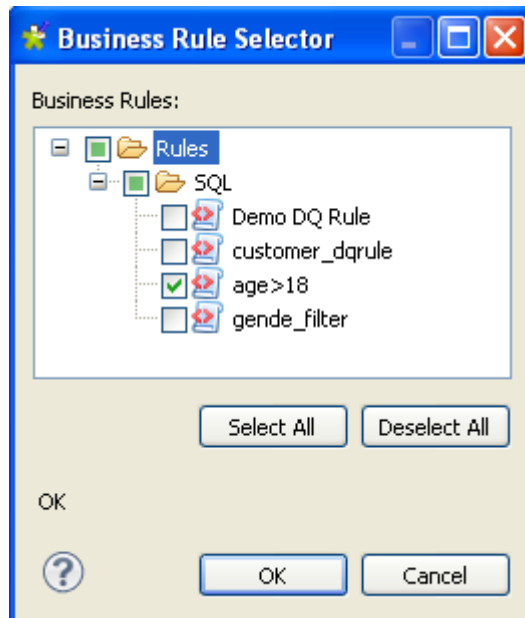 Business Rule Selector
Business Rules:
Rules
SQL
Demo DQ Rule
customer_dqrule
age>18
gende_filter
Select All Deselect All
OK
? OK Cancel